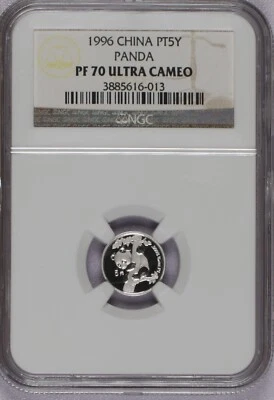 1996 CHINA PT5Y
PANDA
PF 70 ULTRA CAMEO
3885616-013
NGC